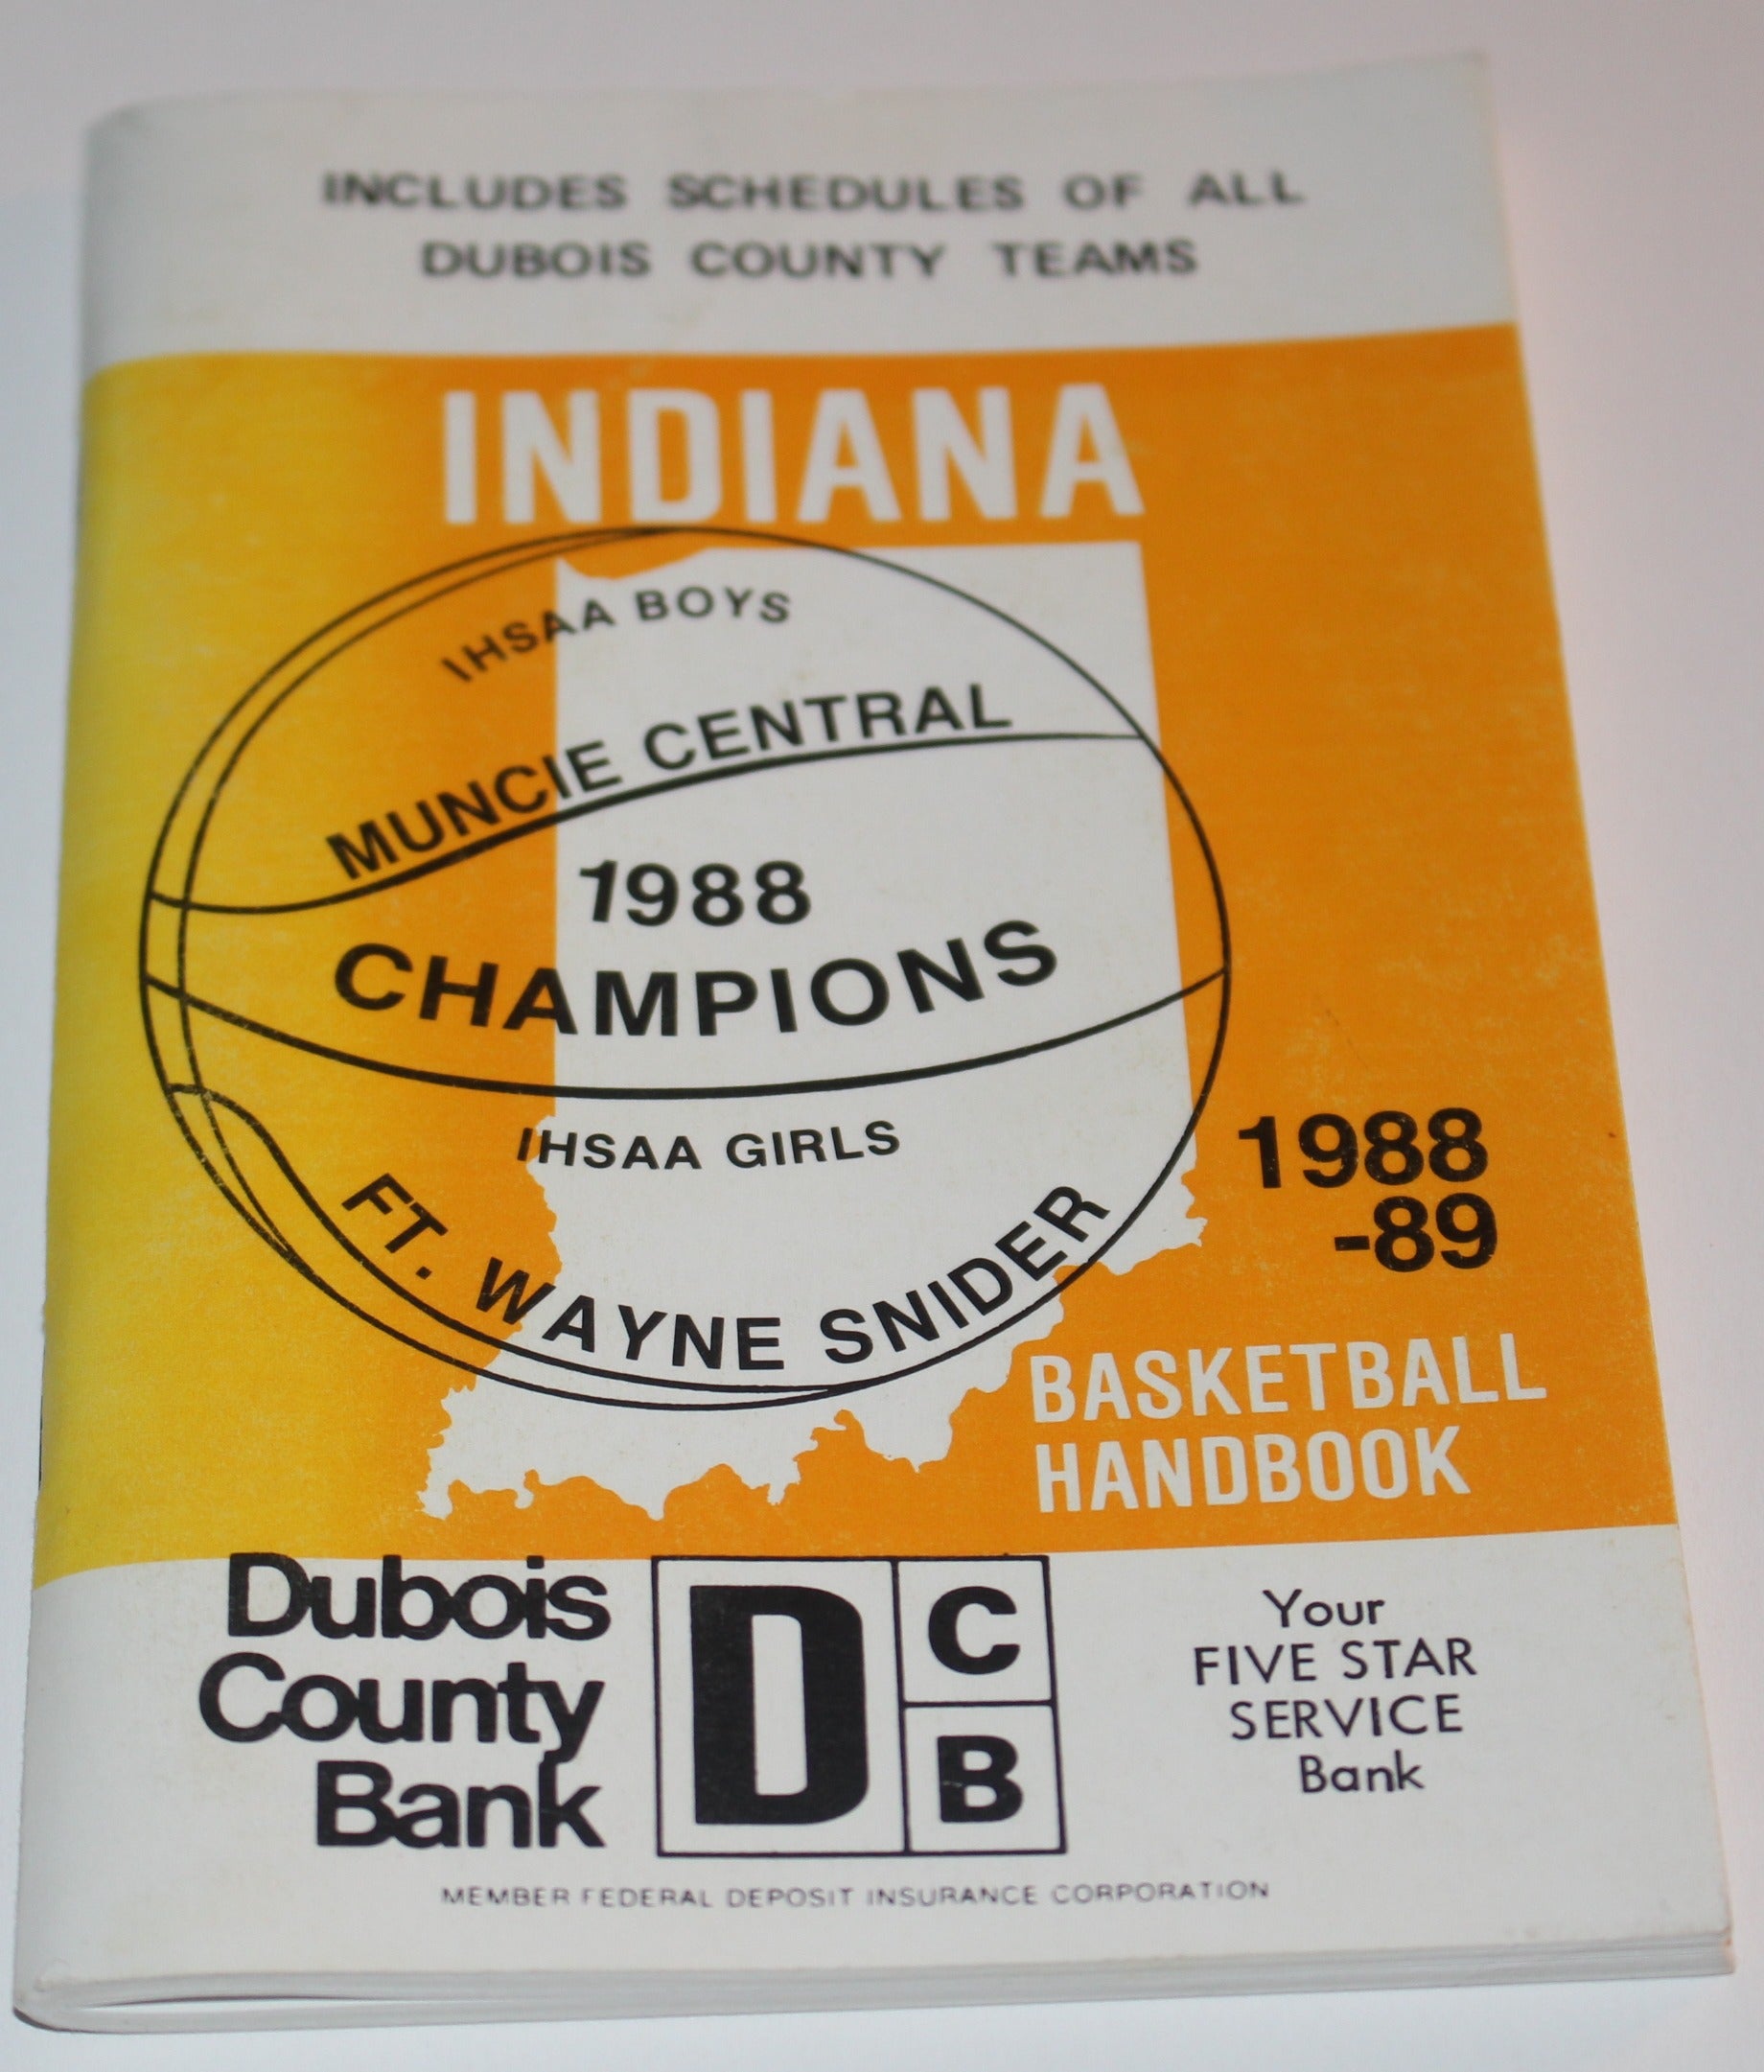 INCLUDES SCHEDULES OF ALL
DUBOIS COUNTY TEAMS
INDIANA
IHSAA BOYS
MUNCIE CENTRAL
1988
CHAMPIONS
IHSAA GIRLS
FT. WAYNE SNIDER
1988
-89
BASKETBALL
HANDBOOK
Dubois
County
Bank
D
C
B
Your
FIVE STAR
SERVICE
Bank
MEMBER FEDERAL DEPOSIT INSURANCE CORPORATION